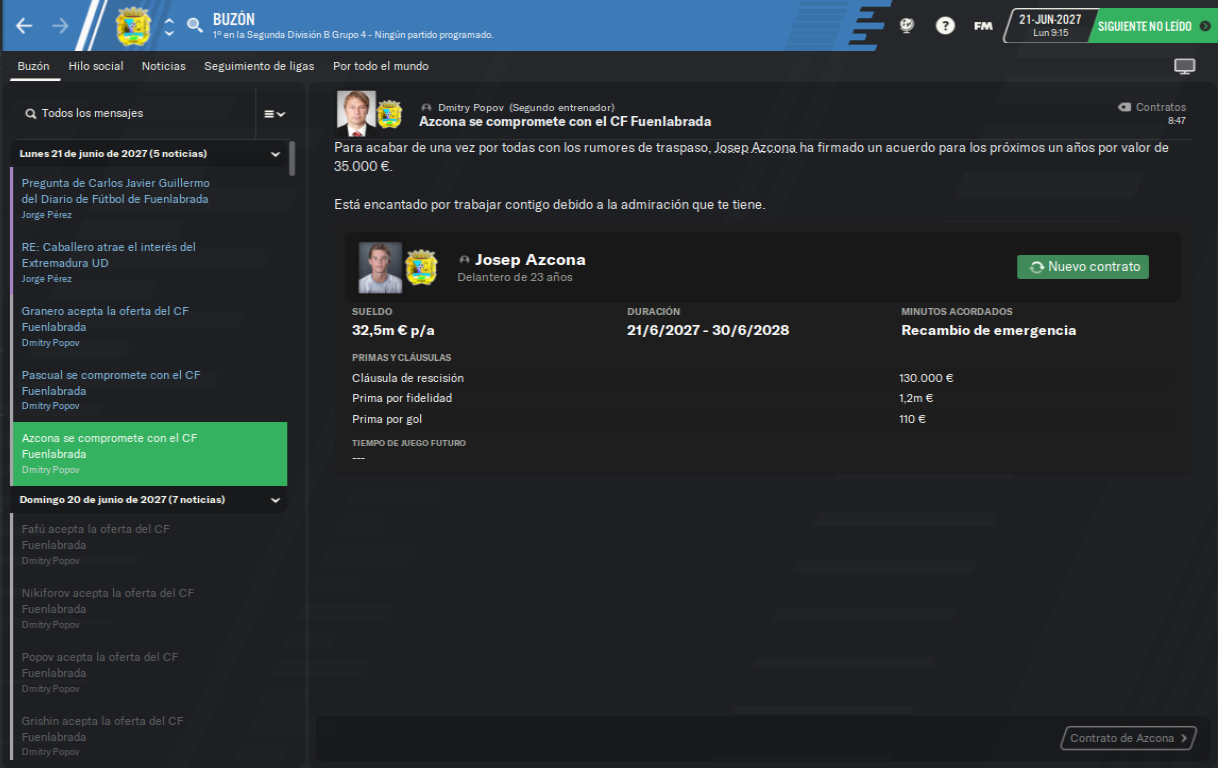 BUZÓN
1º en la Segunda División B Grupo 4 - Ningún partido programado.
?
FM
21-JUN-2027
Lun 9:15
SIGUIENTE NO LEÍDO
Buzón
Hilo social
Noticias
Seguimiento de ligas
Por todo el mundo
Todos los mensajes
Lunes 21 de junio de 2027 (5 noticias)
Pregunta de Carlos Javier Guillermo
del Diario de Fútbol de Fuenlabrada
Jorge Pérez
RE: Caballero atrae el interés del
Extremadura UD
Jorge Pérez
Granero acepta la oferta del CF
Fuenlabrada
Dmitry Popov
Pascual se compromete con el CF
Fuenlabrada
Dmitry Popov
Azcona se compromete con el CF
Fuenlabrada
Dmitry Popov
Domingo 20 de junio de 2027 (7 noticias)
Fafú acepta la oferta del CF
Fuenlabrada
Dmitry Popov
Nikiforov acepta la oferta del CF
Fuenlabrada
Dmitry Popov
Popov acepta la oferta del CF
Fuenlabrada
Dmitry Popov
Grishin acepta la oferta del CF
Fuenlabrada
Dmitry Popov
Dmitry Popov (Segundo entrenador)
Azcona se compromete con el CF Fuenlabrada
Contratos
8:47
Para acabar de una vez por todas con los rumores de traspaso, Josep Azcona ha firmado un acuerdo para los próximos un años por valor de
35.000 €.
Está encantado por trabajar contigo debido a la admiración que te tiene.
Josep Azcona
Delantero de 23 años
Nuevo contrato
SUELDO
32,5m € p/a
DURACIÓN
21/6/2027 - 30/6/2028
MINUTOS ACORDADOS
Recambio de emergencia
PRIMAS Y CLÁUSULAS
Cláusula de rescisión
130.000 €
Prima por fidelidad
1,2m €
Prima por gol
110 €
TIEMPO DE JUEGO FUTURO
---
Contrato de Azcona